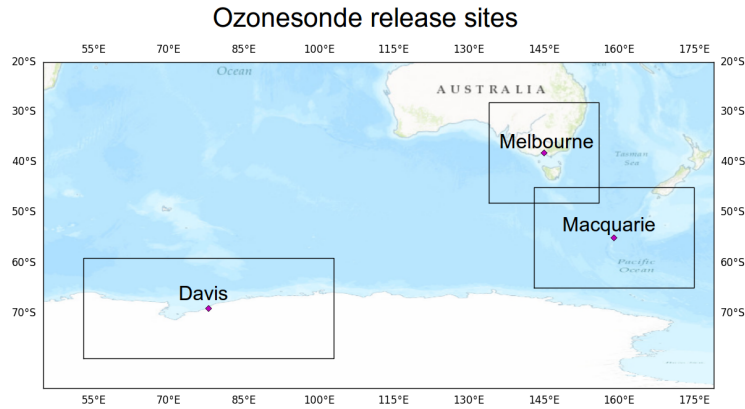 Ozonesonde release sites
55°E 70°E 85°E 100°E 115°E 130°E 145°E 160°E 175°E
20°S 20°S
Ocean
AUSTRALIA
30°S 30°S
Melbourne
40°S 40°S
Tasman
Sea
50°S 50°S
Macquarie
60°S 60°S
Pacific
Ocean
Davis
70°S 70°S
55°E 70°E 85°E 100°E 115°E 130°E 145°E 160°E 175°E